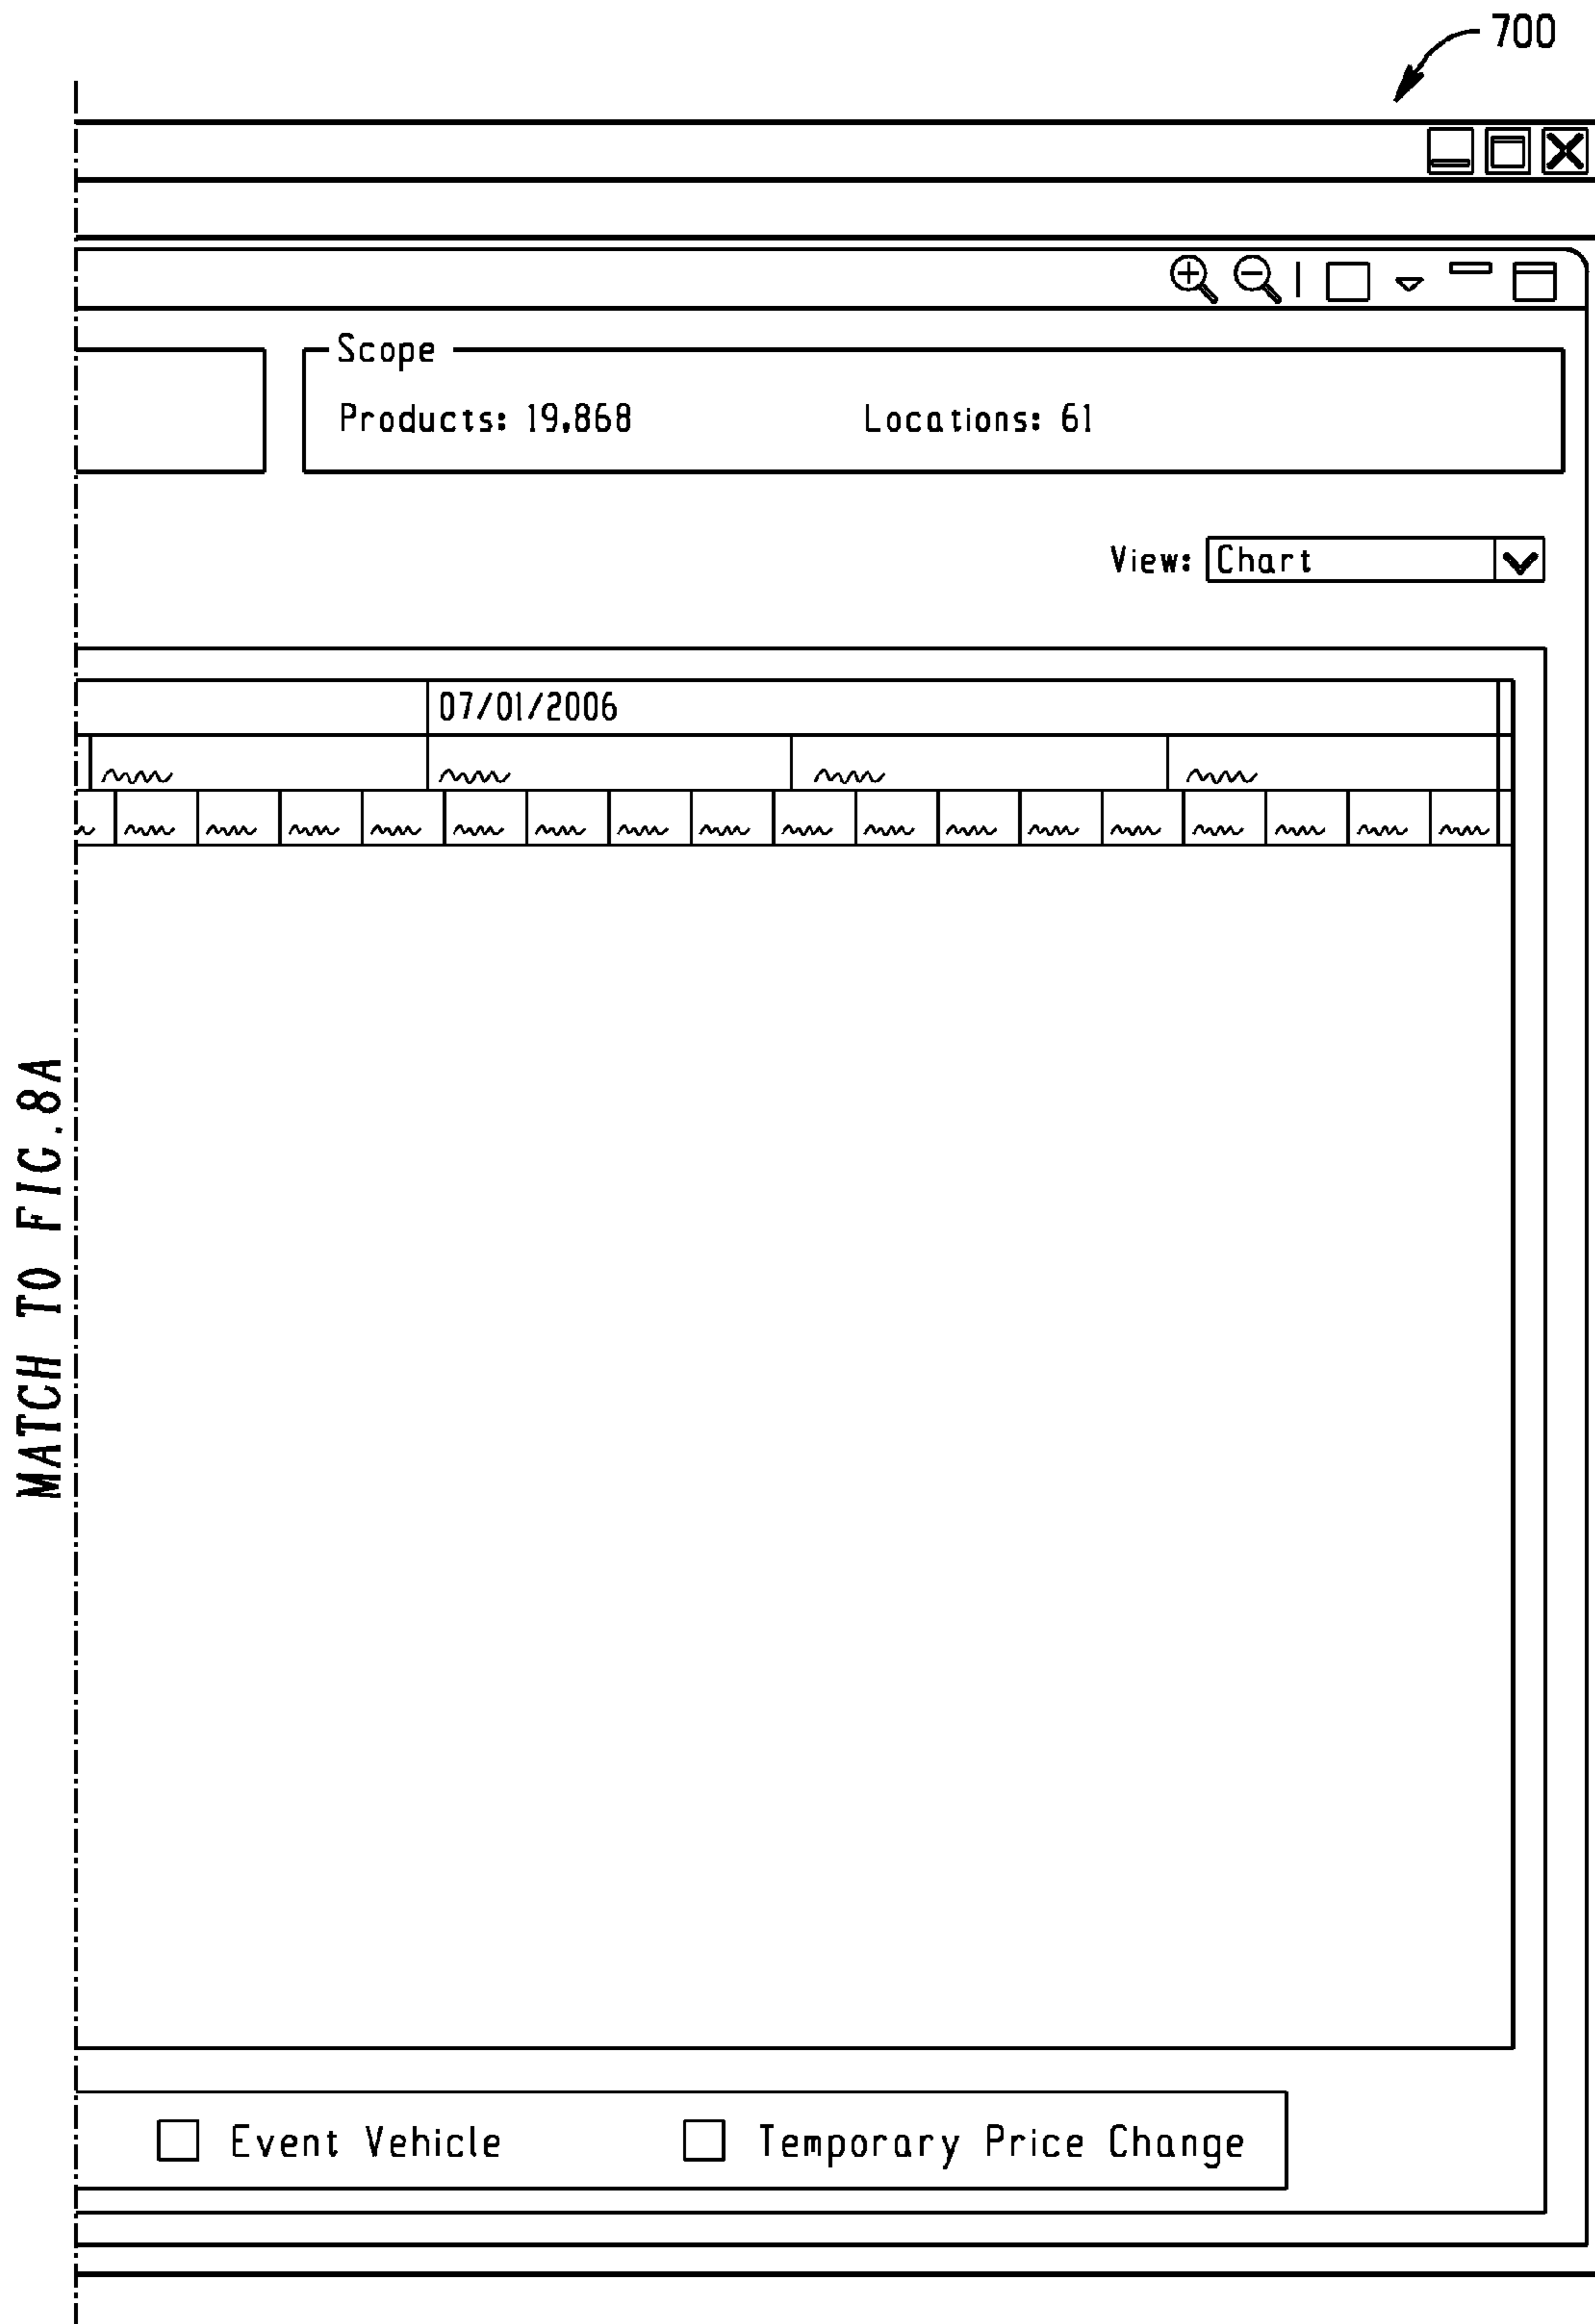 700
Scope
Products: 19,868 Locations: 61
View: Chart
07/01/2006
MATCH TO FIG.8A
Event Vehicle Temporary Price Change